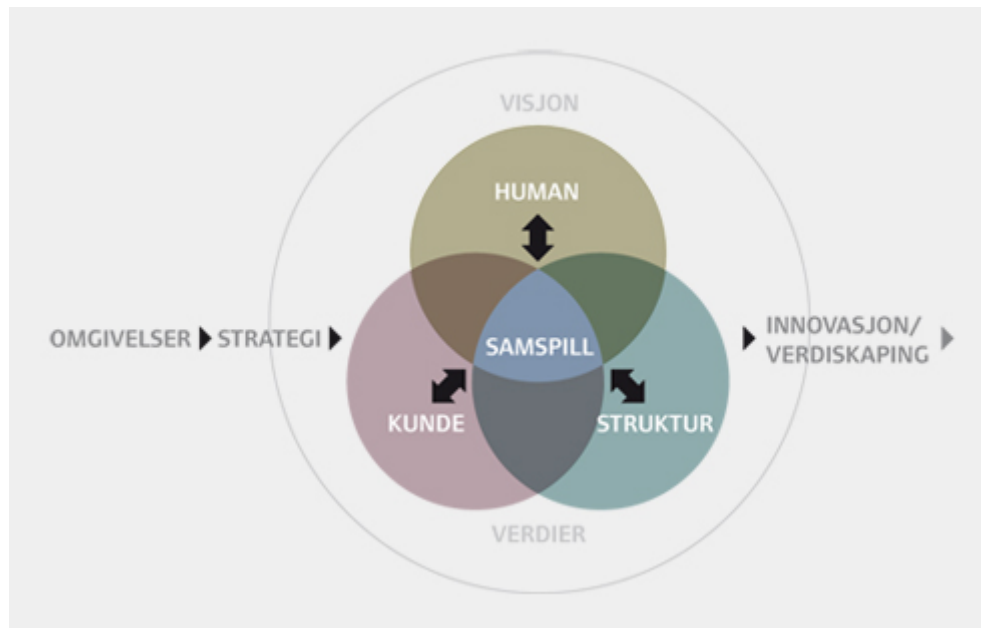 VISJON
HUMAN
OMGIVELSER
STRATEGI
SAMSPILL
INNOVASJON/
VERDISKAPING
KUNDE
STRUKTUR
VERDIER